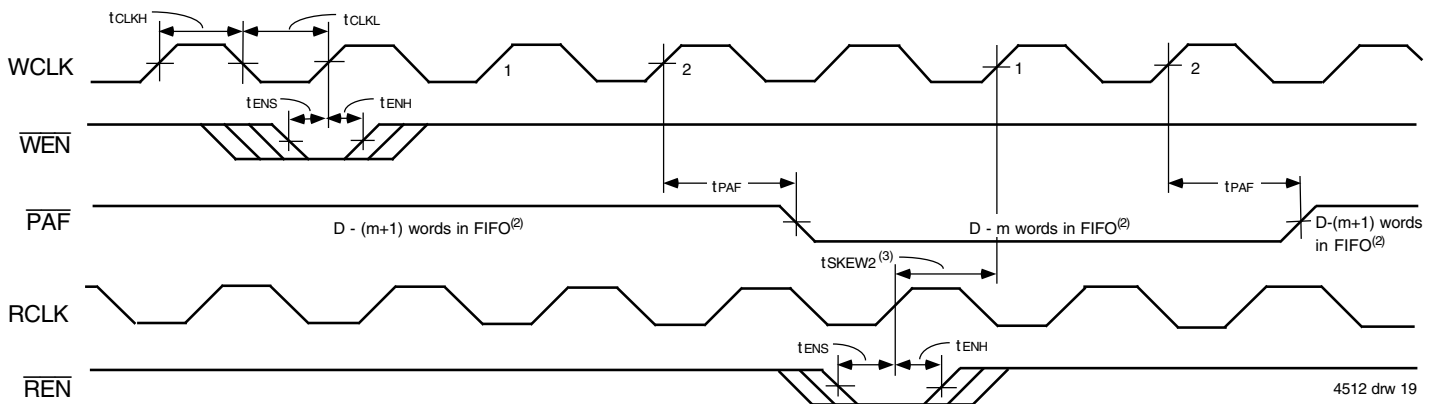 tCLKH
tCLKL
WCLK
1
2
1
2
tENS
tENH
WEN
tPAF
tPAF
PAF
D - (m+1) words in FIFO(2)
D - m words in FIFO(2)
D-(m+1) words
in FIFO(2)
tSKEW2(3)
RCLK
tENS
tENH
REN
4512 drw 19